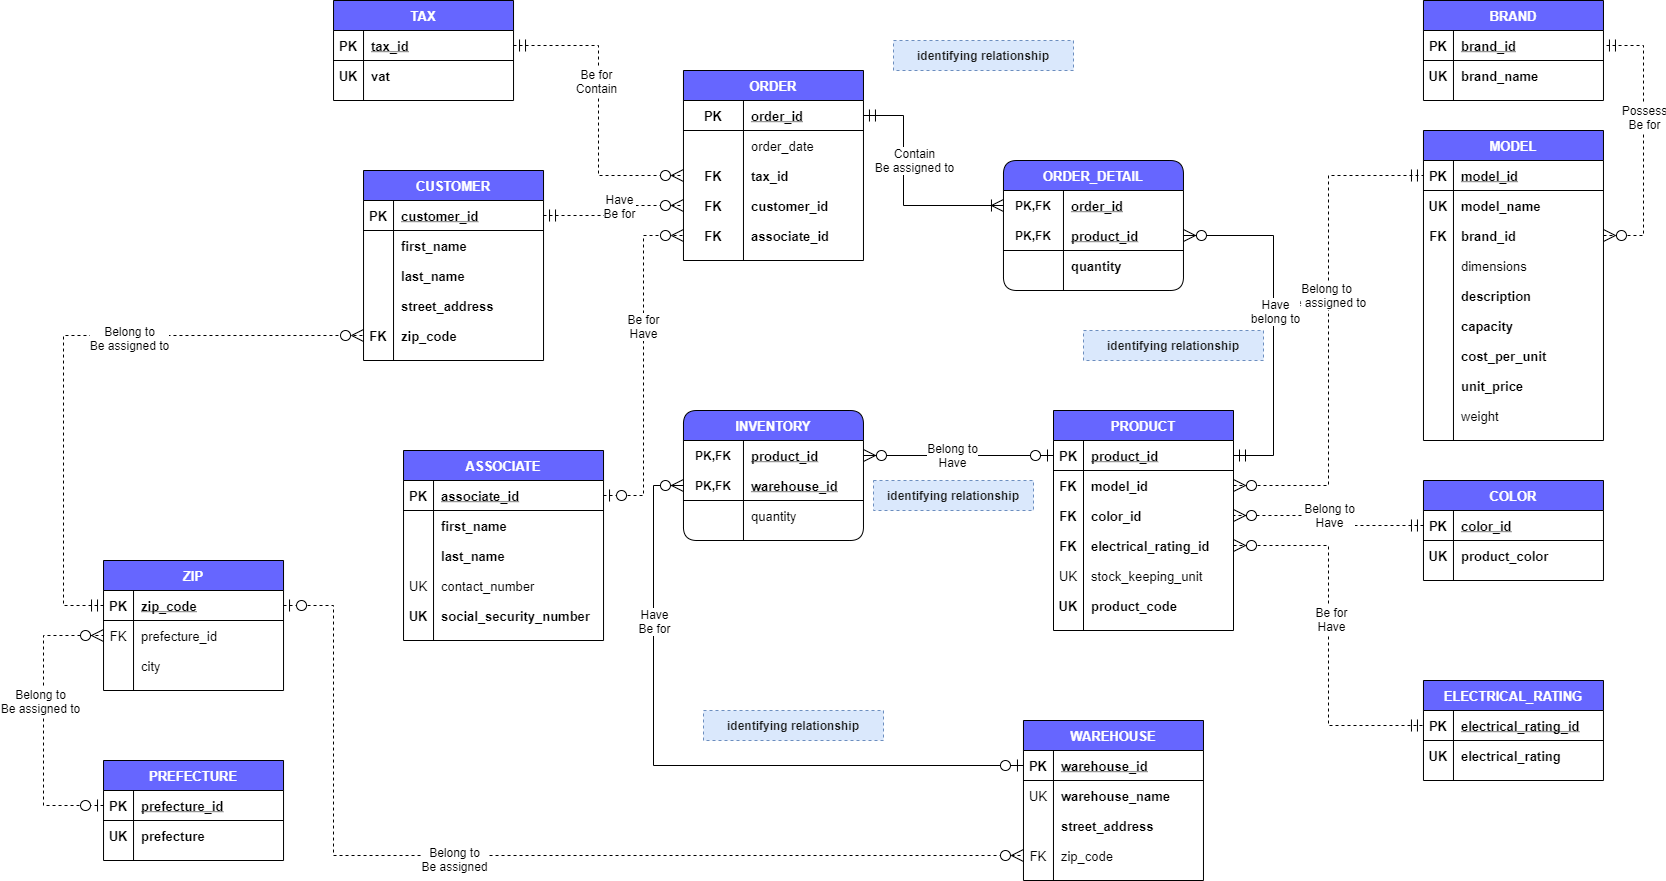 TAX
PK tax_id
UK vat
Be for
Contain
identifying relationship
ORDER
PK order_id
order_date
FK tax_id
FK customer_id
FK associate_id
Contain
Be assigned to
ORDER_DETAIL
PK,FK order_id
PK,FK product_id
quantity
BRAND
PK brand_id
UK brand_name
Possess
Be for
MODEL
PK model_id
UK model_name
FK brand_id
dimensions
description
capacity
cost_per_unit
unit_price
weight
CUSTOMER
PK customer_id
first_name
last_name
street_address
FK zip_code
Have
Be for
Belong to
Be assigned to
Be for
Have
Have
belong to
Belong to
assigned to
identifying relationship
INVENTORY
PK,FK product_id
PK,FK warehouse_id
quantity
Belong to
Have
identifying relationship
PRODUCT
PK product_id
FK model_id
FK color_id
FK electrical_rating_id
UK stock_keeping_unit
UK product_code
Belong to
Have
COLOR
PK color_id
UK product_color
ASSOCIATE
PK associate_id
first_name
last_name
UK contact_number
UK social_security_number
ZIP
PK zip_code
FK prefecture_id
city
Have
Be for
Be for
Have
Belong to
Be assigned to
identifying relationship
ELECTRICAL_RATING
PK electrical_rating_id
UK electrical_rating
PREFECTURE
PK prefecture_id
UK prefecture
WAREHOUSE
PK warehouse_id
UK warehouse_name
street_address
FK zip_code
Belong to
Be assigned